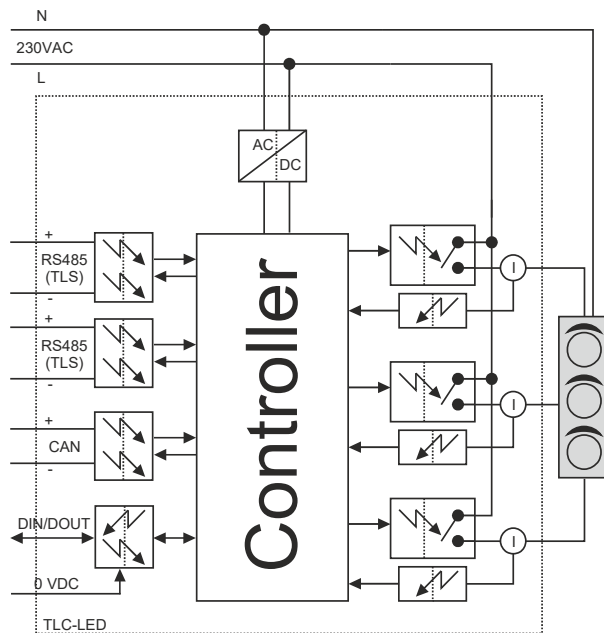 N
230VAC
L
AC
DC
+
RS485
(TLS)
-
+
RS485
(TLS)
-
+
CAN
-
DIN/DOUT
0 VDC
TLC-LED
Controller
I
I
I